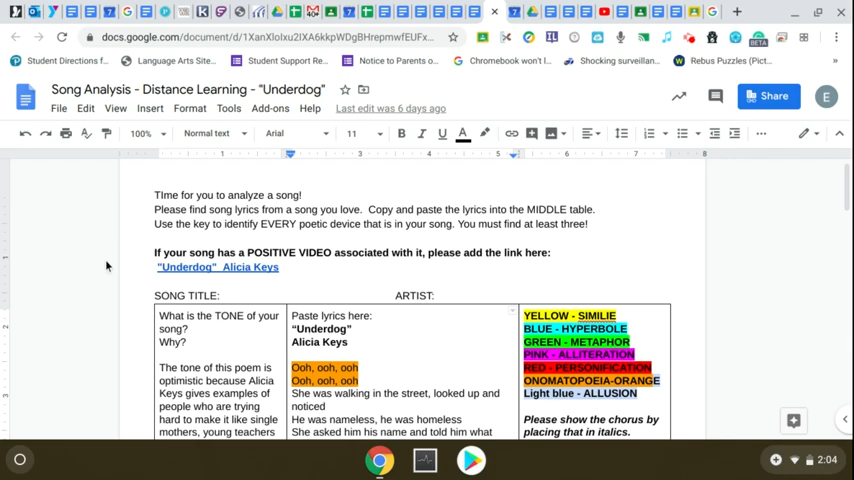 docs.google.com/document/d/1XanXloIxu2IXA6kkpWDgBHrepmwfEUFx...
BETA
Student Directions f...
Language Arts Site...
Student Support Re...
Notice to Parents o...
Chromebook won't l...
Shocking surveillan...
Rebus Puzzles (Pict...
Song Analysis - Distance Learning - "Underdog"
File Edit View Insert Format Tools Add-ons Help Last edit was 6 days ago
Share
E
100% Normal text Arial 11
1 2 3 4 5 6 7 8
TIme for you to analyze a song!
Please find song lyrics from a song you love. Copy and paste the lyrics into the MIDDLE table.
Use the key to identify EVERY poetic device that is in your song. You must find at least three!
If your song has a POSITIVE VIDEO associated with it, please add the link here:
"Underdog" Alicia Keys
SONG TITLE: ARTIST:
What is the TONE of your
song?
Why?
The tone of this poem is
optimistic because Alicia
Keys gives examples of
people who are trying
hard to make it like single
mothers, young teachers
Paste lyrics here:
"Underdog"
Alicia Keys
Ooh, ooh, ooh
Ooh, ooh, ooh
She was walking in the street, looked up and
noticed
He was nameless, he was homeless
She asked him his name and told him what
YELLOW - SIMILIE
BLUE - HYPERBOLE
GREEN - METAPHOR
PINK - ALLITERATION
RED - PERSONIFICATION
ONOMATOPOEIA-ORANGE
Light blue - ALLUSION
Please show the chorus by
placing that in italics.
2:04